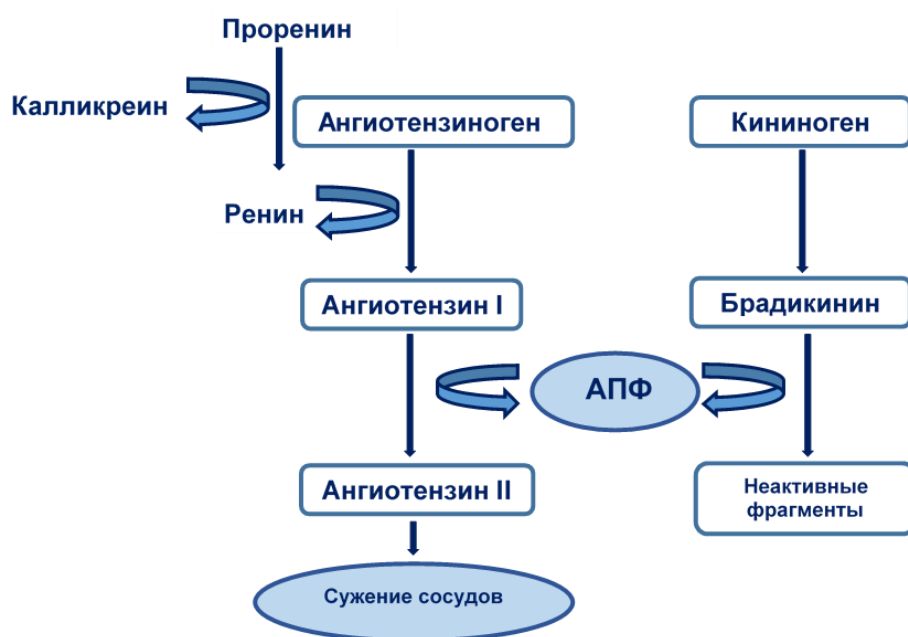 Проренин
Калликреин
Ангиотензиноген
Кининоген
Ренин
Ангиотензин I
Брадикинин
АПФ
Ангиотензин II
Неактивные
фрагменты
Сужение сосудов